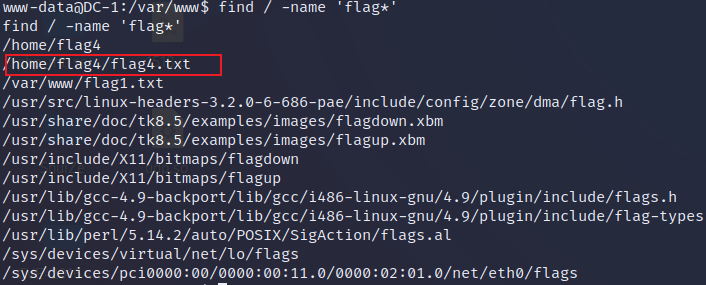 www-data@DC-1:/var/www$ find / -name 'flag*'
find / -name 'flag*'
/home/flag4
/home/flag4/flag4.txt
/var/www/flag1.txt
/usr/src/linux-headers-3.2.0-6-686-pae/include/config/zone/dma/flag.h
/usr/share/doc/tk8.5/examples/images/flagdown.xbm
/usr/share/doc/tk8.5/examples/images/flagup.xbm
/usr/include/X11/bitmaps/flagdown
/usr/include/X11/bitmaps/flagup
/usr/lib/gcc-4.9-backport/lib/gcc/i486-linux-gnu/4.9/plugin/include/flags.h
/usr/lib/gcc-4.9-backport/lib/gcc/i486-linux-gnu/4.9/plugin/include/flag-types
/usr/lib/perl/5.14.2/auto/POSIX/SigAction/flags.al
/sys/devices/virtual/net/lo/flags
/sys/devices/pci0000:00/0000:00:11.0/0000:02:01.0/net/eth0/flags